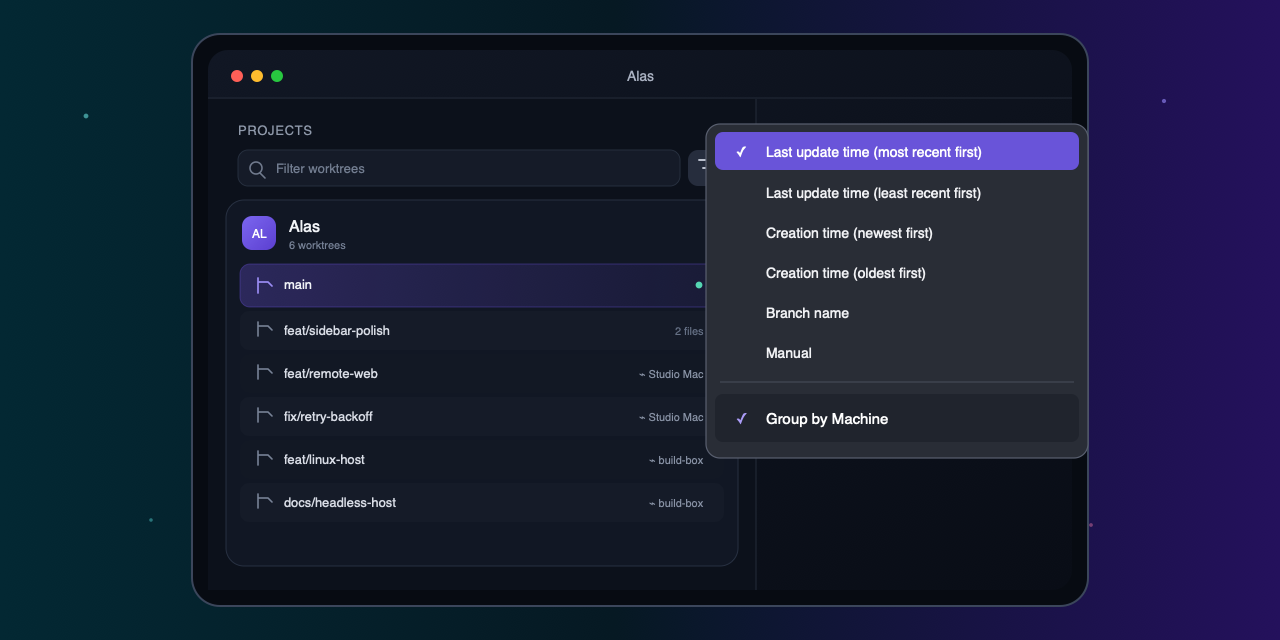 Alas
PROJECTS
Filter worktrees
AL
Alas
6 worktrees
main
feat/sidebar-polish
2 files
feat/remote-web
⌁ Studio Mac
fix/retry-backoff
⌁ Studio Mac
feat/linux-host
⌁ build-box
docs/headless-host
⌁ build-box
✓ Last update time (most recent first)
Last update time (least recent first)
Creation time (newest first)
Creation time (oldest first)
Branch name
Manual
✓ Group by Machine